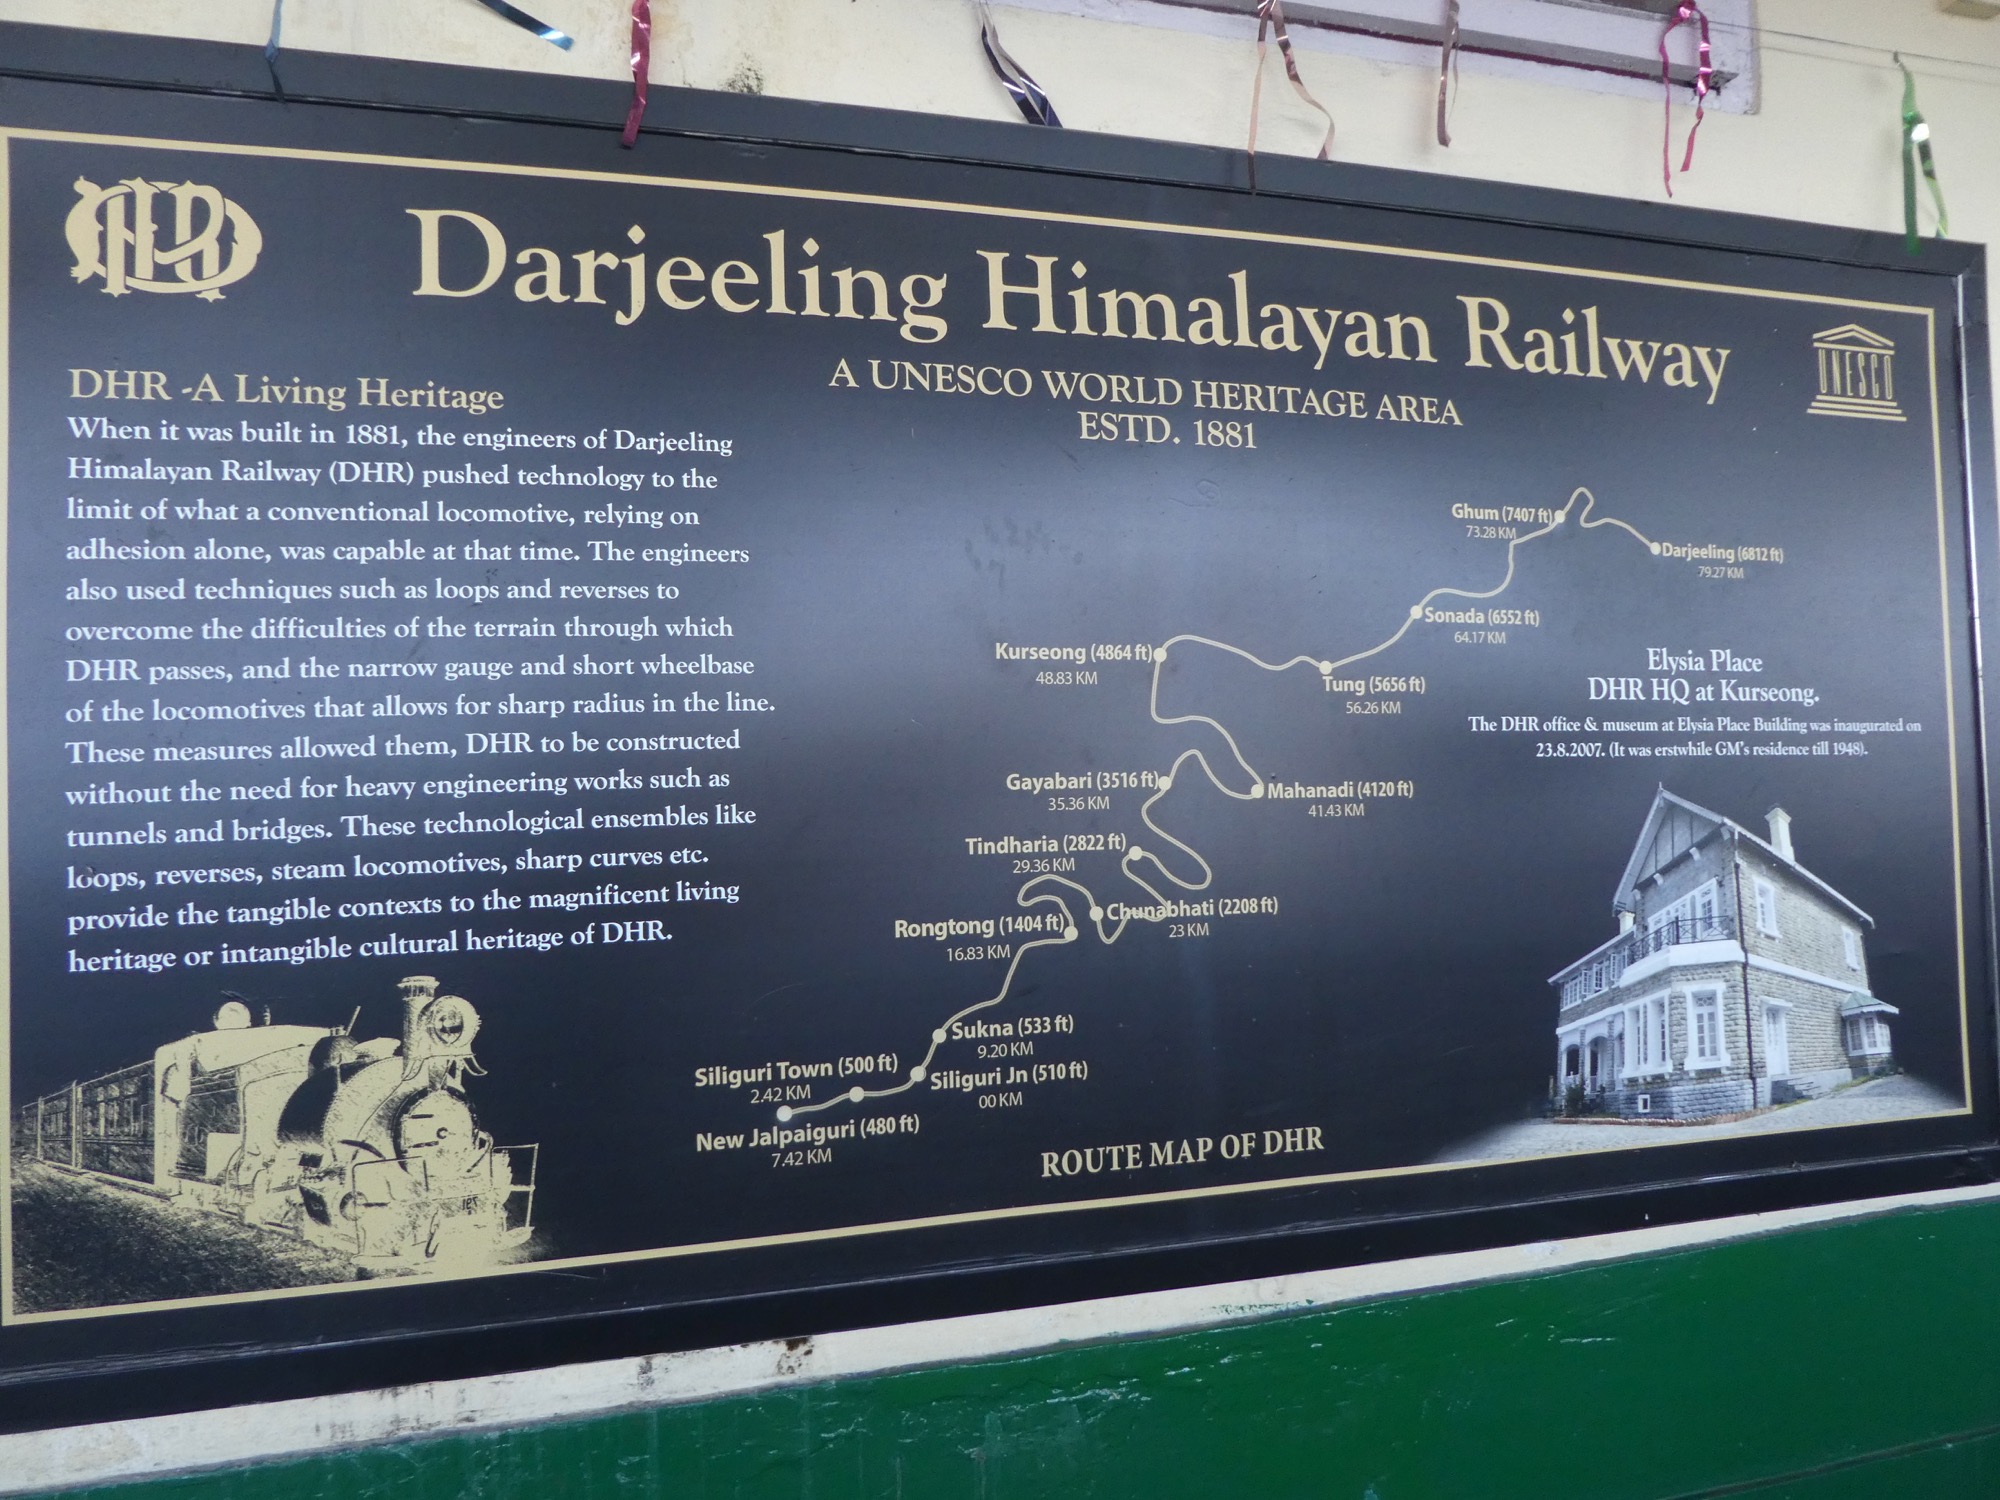 DHR
Darjeeling Himalayan Railway
A UNESCO WORLD HERITAGE AREA
ESTD. 1881
UNESCO
DHR -A Living Heritage
When it was built in 1881, the engineers of Darjeeling
Himalayan Railway (DHR) pushed technology to the
limit of what a conventional locomotive, relying on
adhesion alone, was capable at that time. The engineers
also used techniques such as loops and reverses to
overcome the difficulties of the terrain through which
DHR passes, and the narrow gauge and short wheelbase
of the locomotives that allows for sharp radius in the line.
These measures allowed them, DHR to be constructed
without the need for heavy engineering works such as
tunnels and bridges. These technological ensembles like
loops, reverses, steam locomotives, sharp curves etc.
provide the tangible contexts to the magnificent living
heritage or intangible cultural heritage of DHR.
Ghum (7407 ft)
73.28 KM
Darjeeling (6812 ft)
79.27 KM
Sonada (6552 ft)
64.17 KM
Kurseong (4864 ft)
48.83 KM
Tung (5656 ft)
56.26 KM
Gayabari (3516 ft)
35.36 KM
Mahanadi (4120 ft)
41.43 KM
Tindharia (2822 ft)
29.36 KM
Chunabhati (2208 ft)
23 KM
Rongtong (1404 ft)
16.83 KM
Sukna (533 ft)
9.20 KM
Siliguri Town (500 ft)
2.42 KM
Siliguri Jn (510 ft)
00 KM
New Jalpaiguri (480 ft)
7.42 KM
ROUTE MAP OF DHR
Elysia Place
DHR HQ at Kurseong.
The DHR office & museum at Elysia Place Building was inaugurated on
23.8.2007. (It was erstwhile GM's residence till 1948).